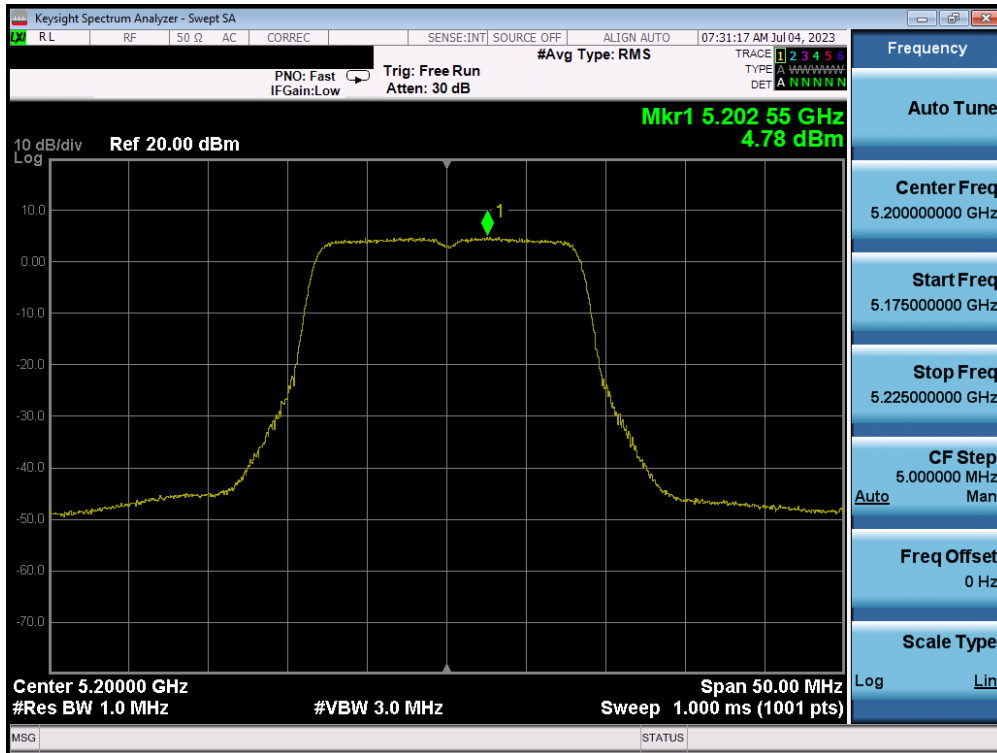 Keysight Spectrum Analyzer - Swept SA
LXI RL RF 50 Ω AC CORREC SENSE:INT SOURCE OFF ALIGN AUTO 07:31:17 AM Jul 04, 2023
#Avg Type: RMS
TRACE 1 2 3 4 5 6
TYPE A W W W W W
DET A N N N N N
PNO: Fast
IFGain:Low
Trig: Free Run
Atten: 30 dB
Mkr1 5.202 55 GHz
4.78 dBm
10 dB/div Ref 20.00 dBm
Log
1
10.0
0.00
-10.0
-20.0
-30.0
-40.0
-50.0
-60.0
-70.0
Center 5.20000 GHz Span 50.00 MHz
#Res BW 1.0 MHz #VBW 3.0 MHz Sweep 1.000 ms (1001 pts)
MSG STATUS
Frequency
Auto Tune
Center Freq
5.200000000 GHz
Start Freq
5.175000000 GHz
Stop Freq
5.225000000 GHz
CF Step
5.000000 MHz
Auto Man
Freq Offset
0 Hz
Scale Type
Log Lin